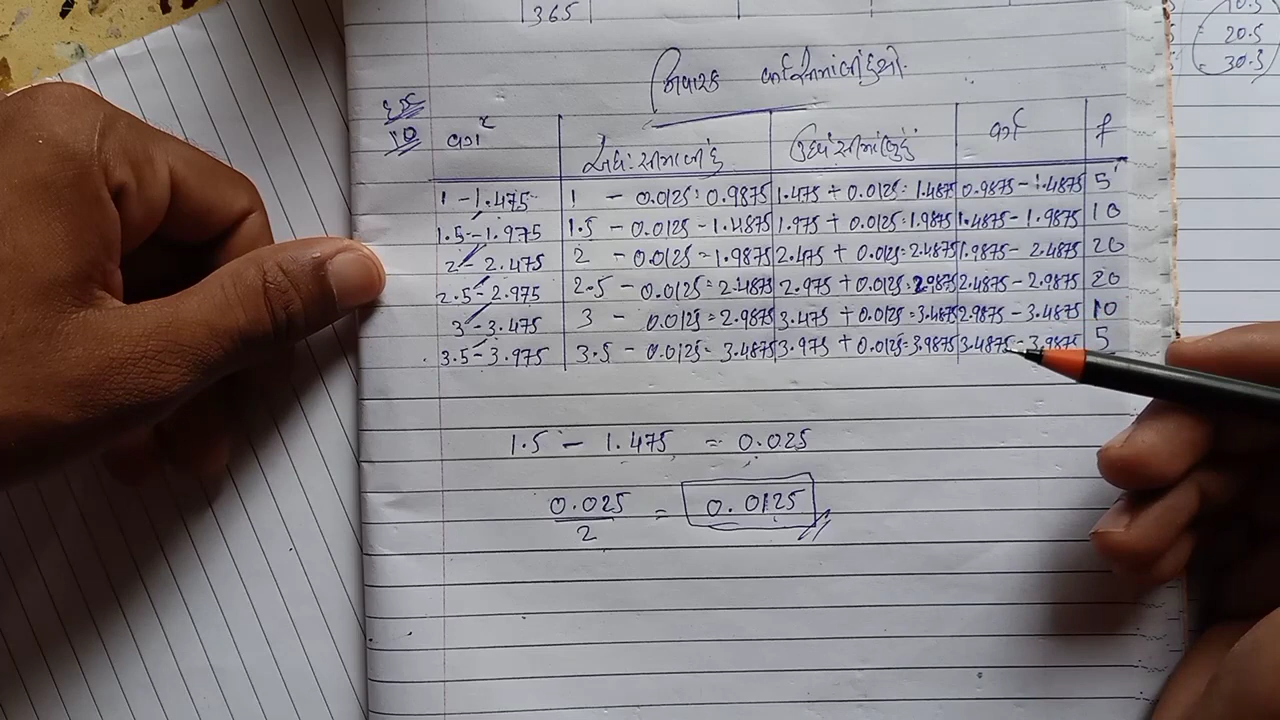 365
10.5
= 20.5
= 30.5
નિવારક વર્ગસીમાબિંદુઓ.
ઉદા
10
વર્ગ અધઃસીમાબિંદુ ઉર્ધ્વસીમાબિંદુ વર્ગ f
1 - 1.475 1 - 0.0125 = 0.9875 1.475 + 0.0125 = 1.4875 0.9875 - 1.4875 5
1.5 - 1.975 1.5 - 0.0125 - 1.4875 1.975 + 0.0125 = 1.9875 1.4875 - 1.9875 10
2 - 2.475 2 - 0.0125 = 1.9875 2.475 + 0.0125 = 2.4875 1.9875 - 2.4875 20
2.5 - 2.975 2.5 - 0.0125 = 2.4875 2.975 + 0.0125 = 2.9875 2.4875 - 2.9875 20
3 - 3.475 3 - 0.0125 = 2.9875 3.475 + 0.0125 = 3.4875 2.9875 - 3.4875 10
3.5 - 3.975 3.5 - 0.0125 = 3.4875 3.975 + 0.0125 = 3.9875 3.4875 - 3.9875 5
1.5 - 1.475 = 0.025
0.025
2
= 0.0125